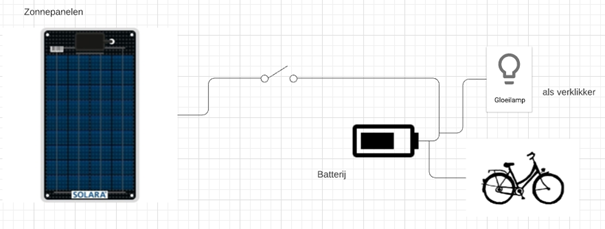 Zonnepanelen
SOLARA
Gloeilamp
als verklikker
Batterij